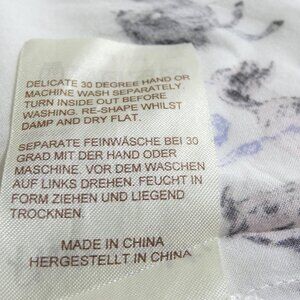 DELICATE 30 DEGREE HAND OR
MACHINE WASH SEPARATELY.
TURN INSIDE OUT BEFORE
WASHING. RE-SHAPE WHILST
DAMP AND DRY FLAT.
SEPARATE FEINWÄSCHE BEI 30
GRAD MIT DER HAND ODER
MASCHINE. VOR DEM WASCHEN
AUF LINKS DREHEN. FEUCHT IN
FORM ZIEHEN UND LIEGEND
TROCKNEN.
MADE IN CHINA
HERGESTELLT IN CHINA